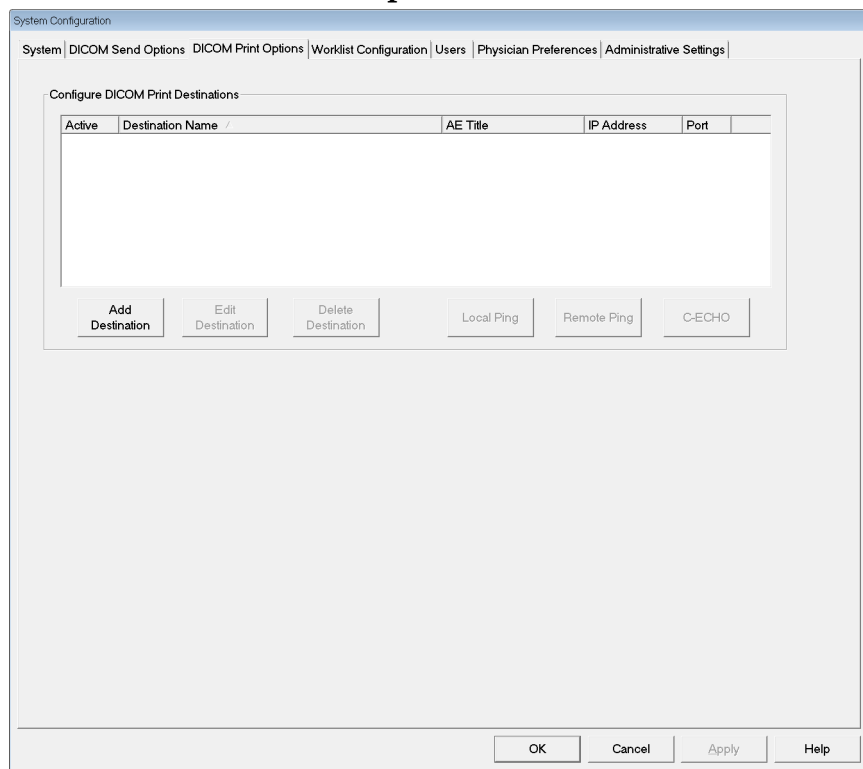 System Configuration
System DICOM Send Options DICOM Print Options Worklist Configuration Users Physician Preferences Administrative Settings
Configure DICOM Print Destinations
Active Destination Name AE Title IP Address Port
Add Destination Edit Destination Delete Destination Local Ping Remote Ping C-ECHO
OK Cancel Apply Help